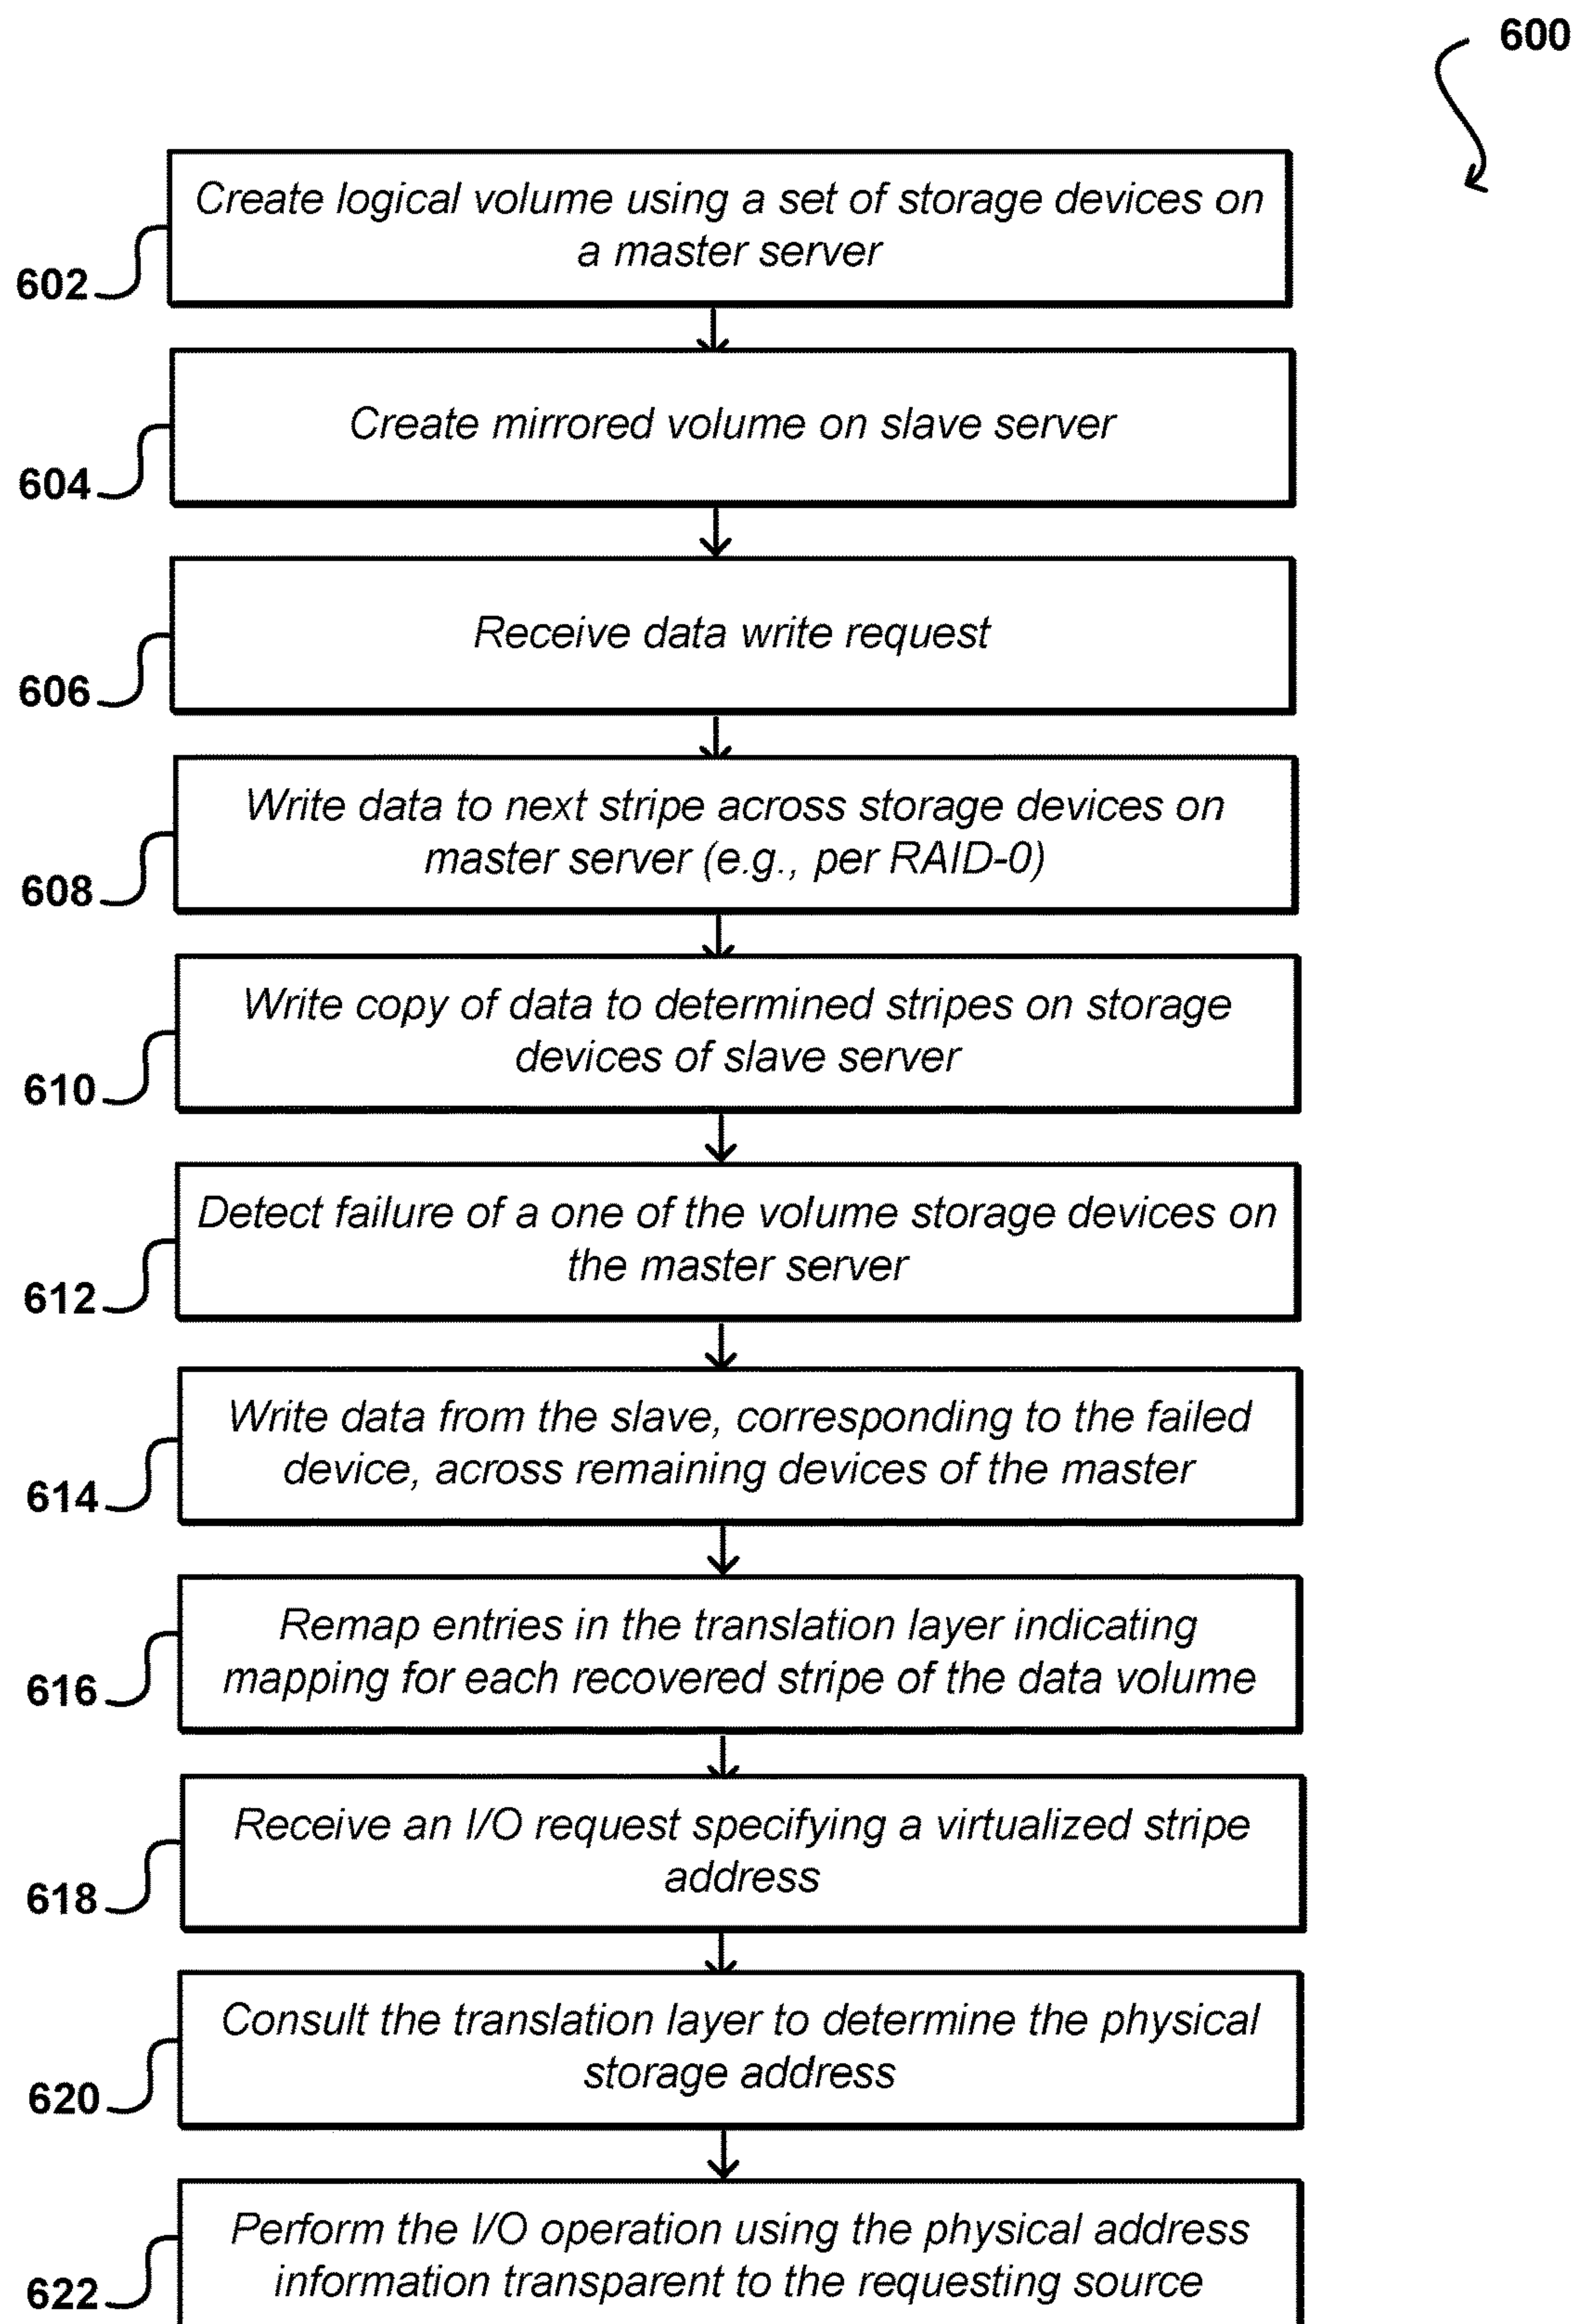 600
Create logical volume using a set of storage devices on
a master server
602
Create mirrored volume on slave server
604
Receive data write request
606
Write data to next stripe across storage devices on
master server (e.g., per RAID-0)
608
Write copy of data to determined stripes on storage
devices of slave server
610
Detect failure of a one of the volume storage devices on
the master server
612
Write data from the slave, corresponding to the failed
device, across remaining devices of the master
614
Remap entries in the translation layer indicating
mapping for each recovered stripe of the data volume
616
Receive an I/O request specifying a virtualized stripe
address
618
Consult the translation layer to determine the physical
storage address
620
Perform the I/O operation using the physical address
information transparent to the requesting source
622